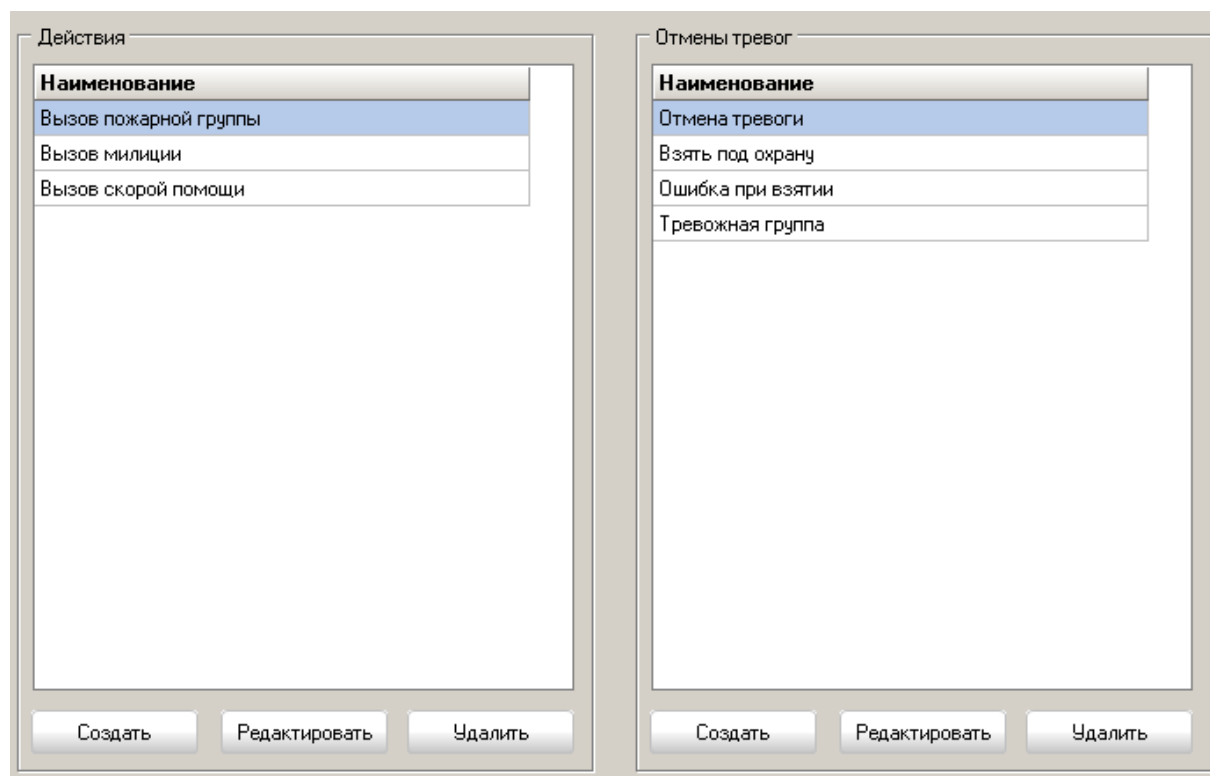 Действия
Наименование
Вызов пожарной группы
Вызов милиции
Вызов скорой помощи
Создать
Редактировать
Удалить
Отмены тревог
Наименование
Отмена тревоги
Взять под охрану
Ошибка при взятии
Тревожная группа
Создать
Редактировать
Удалить